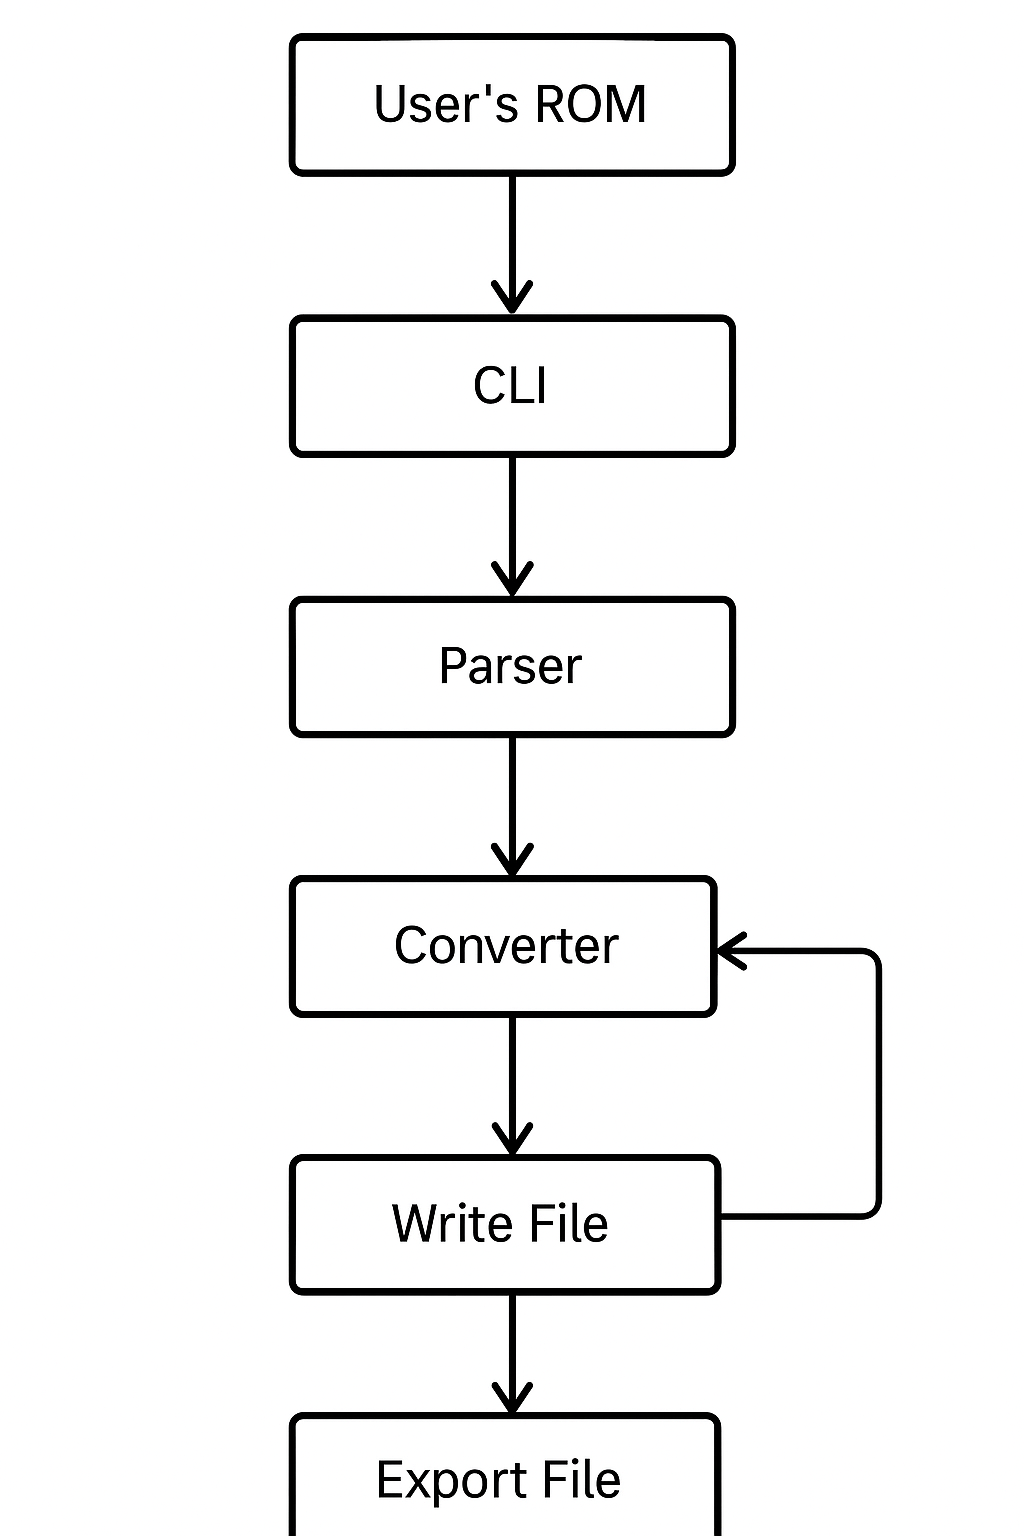 User's ROM
CLI
Parser
Converter
Write File
Export File